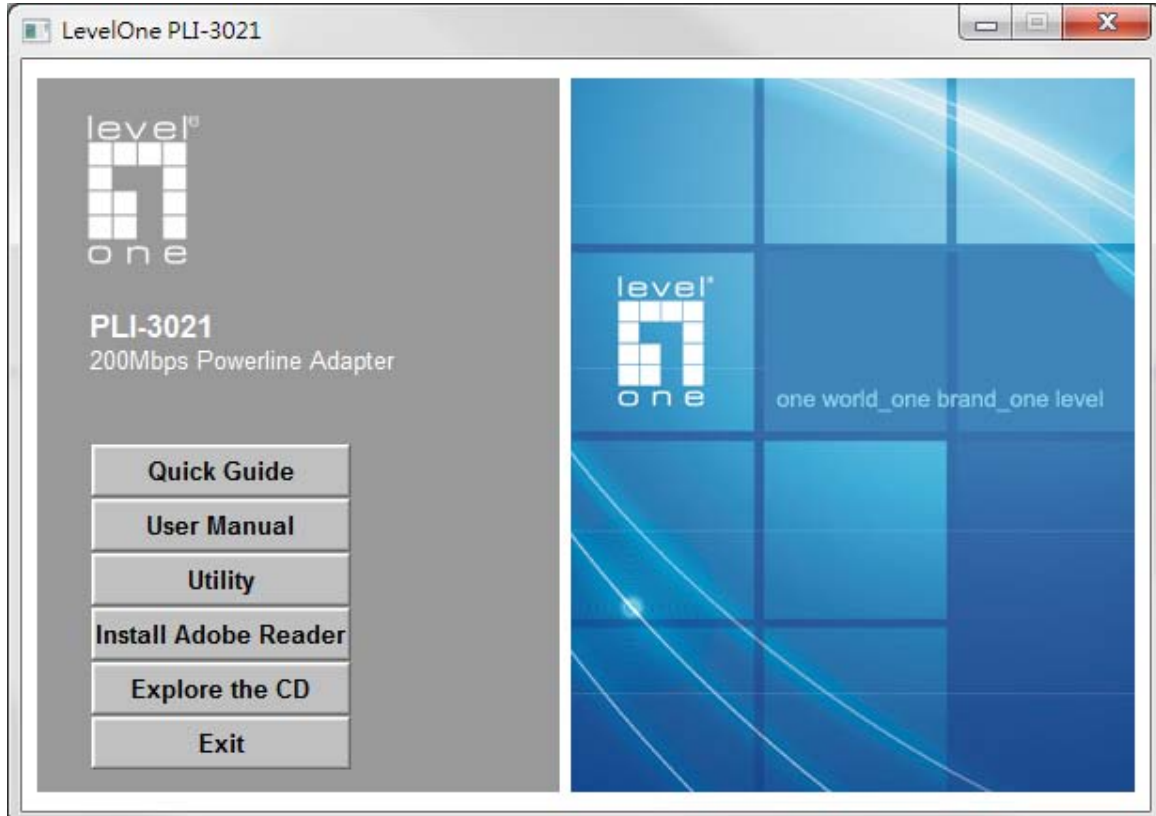 LevelOne PLI-3021
level®
one
PLI-3021
200Mbps Powerline Adapter
Quick Guide
User Manual
Utility
Install Adobe Reader
Explore the CD
Exit
level®
one
one world_one brand_one level